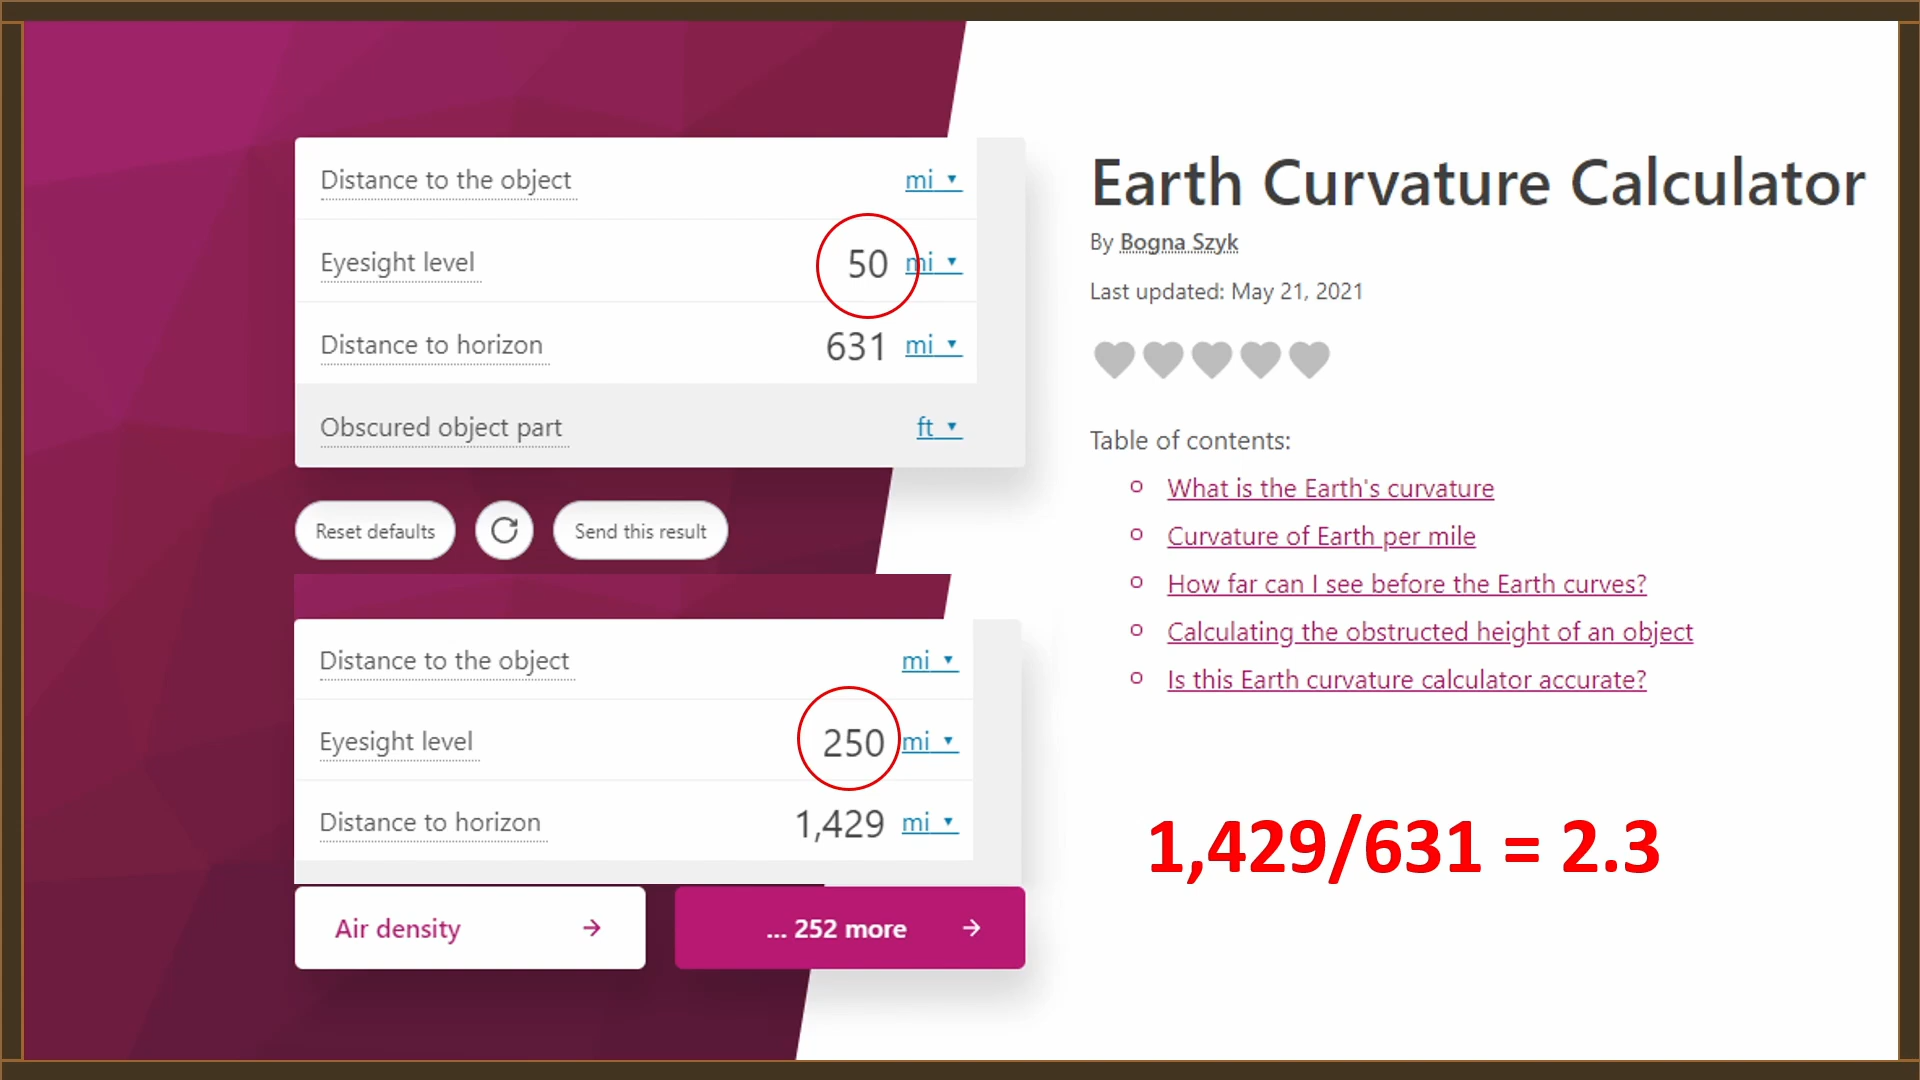 Distance to the object mi
Eyesight level 50 mi
Distance to horizon 631 mi
Obscured object part ft
Reset defaults Send this result
Distance to the object mi
Eyesight level 250 mi
Distance to horizon 1,429 mi
Air density → ... 252 more →
Earth Curvature Calculator
By Bogna Szyk
Last updated: May 21, 2021
Table of contents:
What is the Earth's curvature
Curvature of Earth per mile
How far can I see before the Earth curves?
Calculating the obstructed height of an object
Is this Earth curvature calculator accurate?
1,429/631 = 2.3